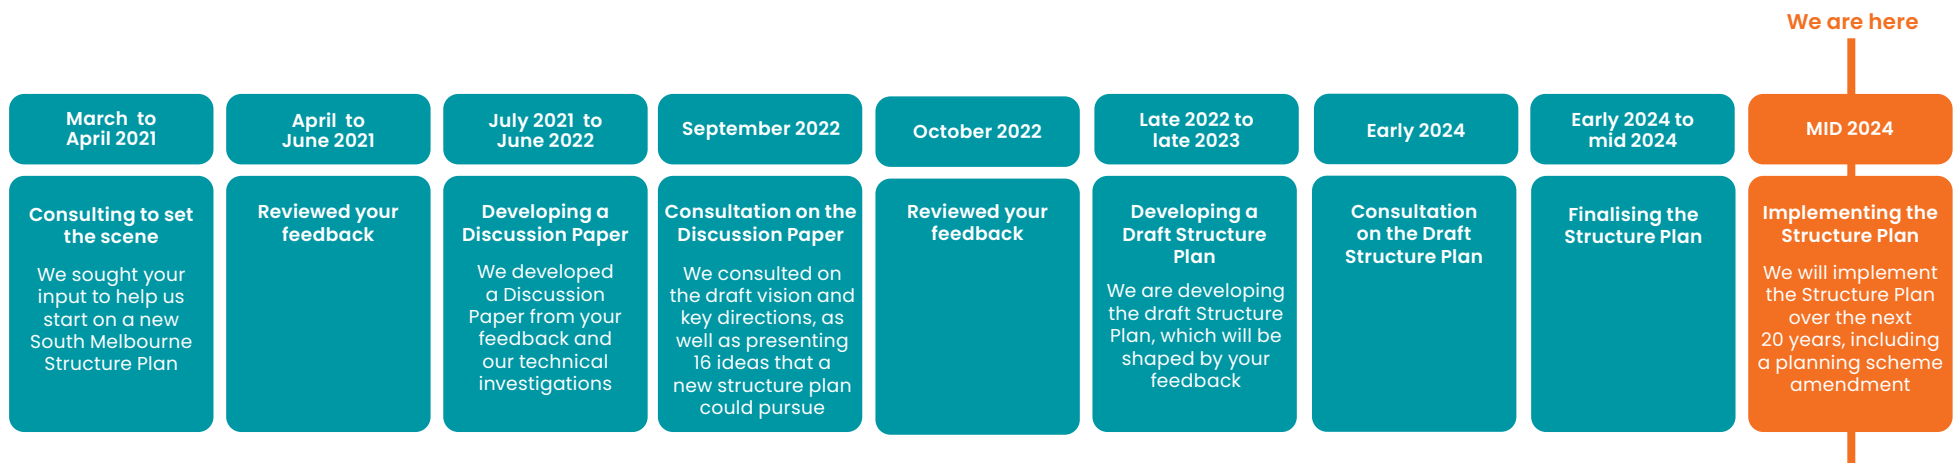 We are here
March to
April 2021
Consulting to set
the scene
We sought your
input to help us
start on a new
South Melbourne
Structure Plan
April to
June 2021
Reviewed your
feedback
July 2021 to
June 2022
Developing a
Discussion Paper
We developed
a Discussion
Paper from your
feedback and
our technical
investigations
September 2022
Consultation on the
Discussion Paper
We consulted on
the draft vision and
key directions, as
well as presenting
16 ideas that a
new structure plan
could pursue
October 2022
Reviewed your
feedback
Late 2022 to
late 2023
Developing a
Draft Structure
Plan
We are developing
the draft Structure
Plan, which will be
shaped by your
feedback
Early 2024
Consultation
on the Draft
Structure Plan
Early 2024 to
mid 2024
Finalising the
Structure Plan
MID 2024
Implementing the
Structure Plan
We will implement
the Structure Plan
over the next
20 years, including
a planning scheme
amendment